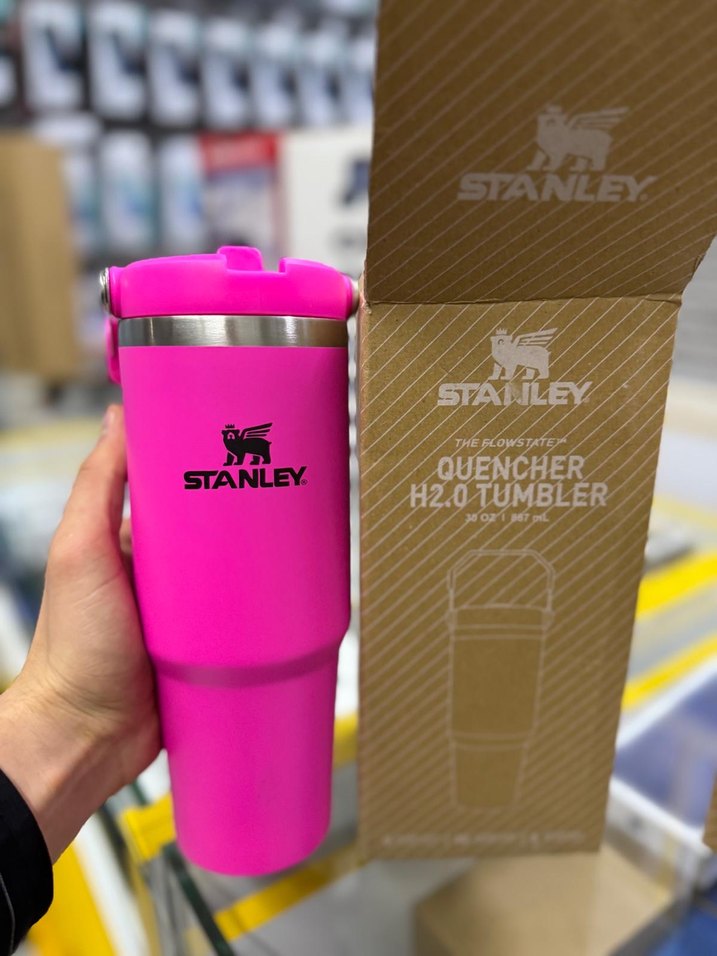 STANLEY®
STANLEY®
STANLEY®
THE FLOWSTATE™
QUENCHER
H2.0 TUMBLER
30 OZ | 887 mL